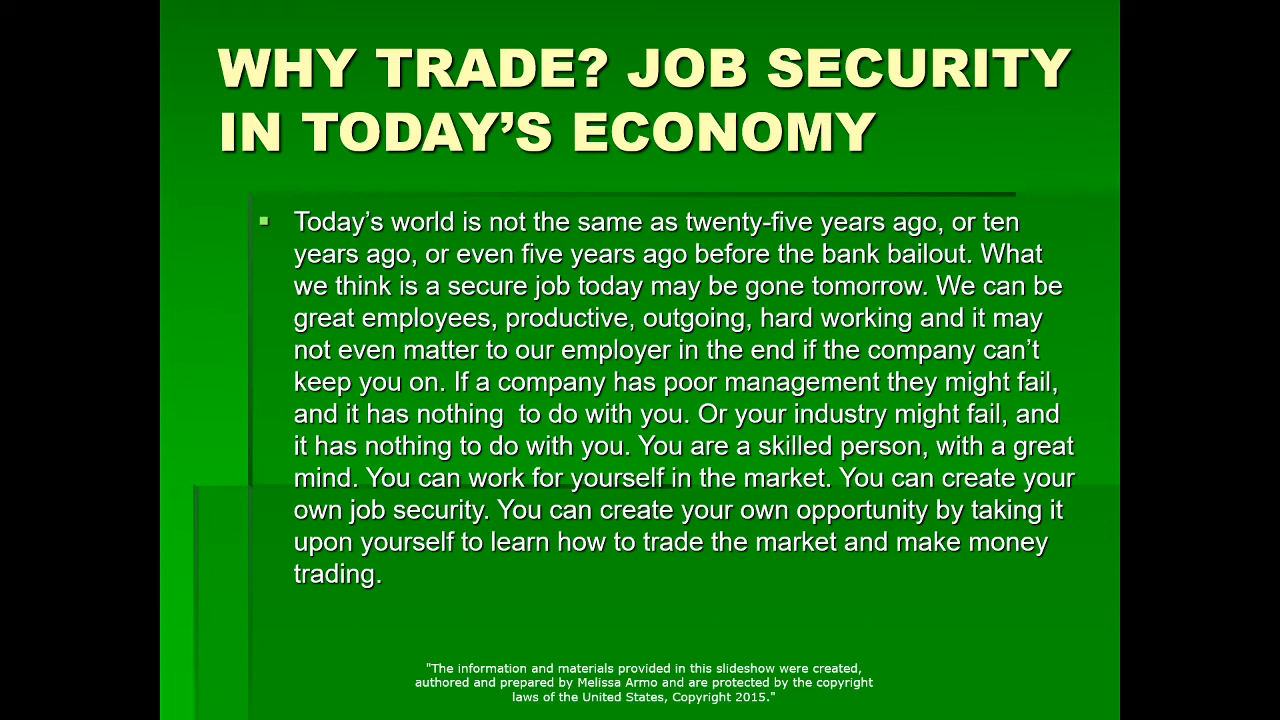 WHY TRADE? JOB SECURITY
IN TODAY'S ECONOMY
▪ Today's world is not the same as twenty-five years ago, or ten
years ago, or even five years ago before the bank bailout. What
we think is a secure job today may be gone tomorrow. We can be
great employees, productive, outgoing, hard working and it may
not even matter to our employer in the end if the company can't
keep you on. If a company has poor management they might fail,
and it has nothing  to do with you. Or your industry might fail, and
it has nothing to do with you. You are a skilled person, with a great
mind. You can work for yourself in the market. You can create your
own job security. You can create your own opportunity by taking it
upon yourself to learn how to trade the market and make money
trading.
"The information and materials provided in this slideshow were created,
authored and prepared by Melissa Armo and are protected by the copyright
laws of the United States, Copyright 2015."